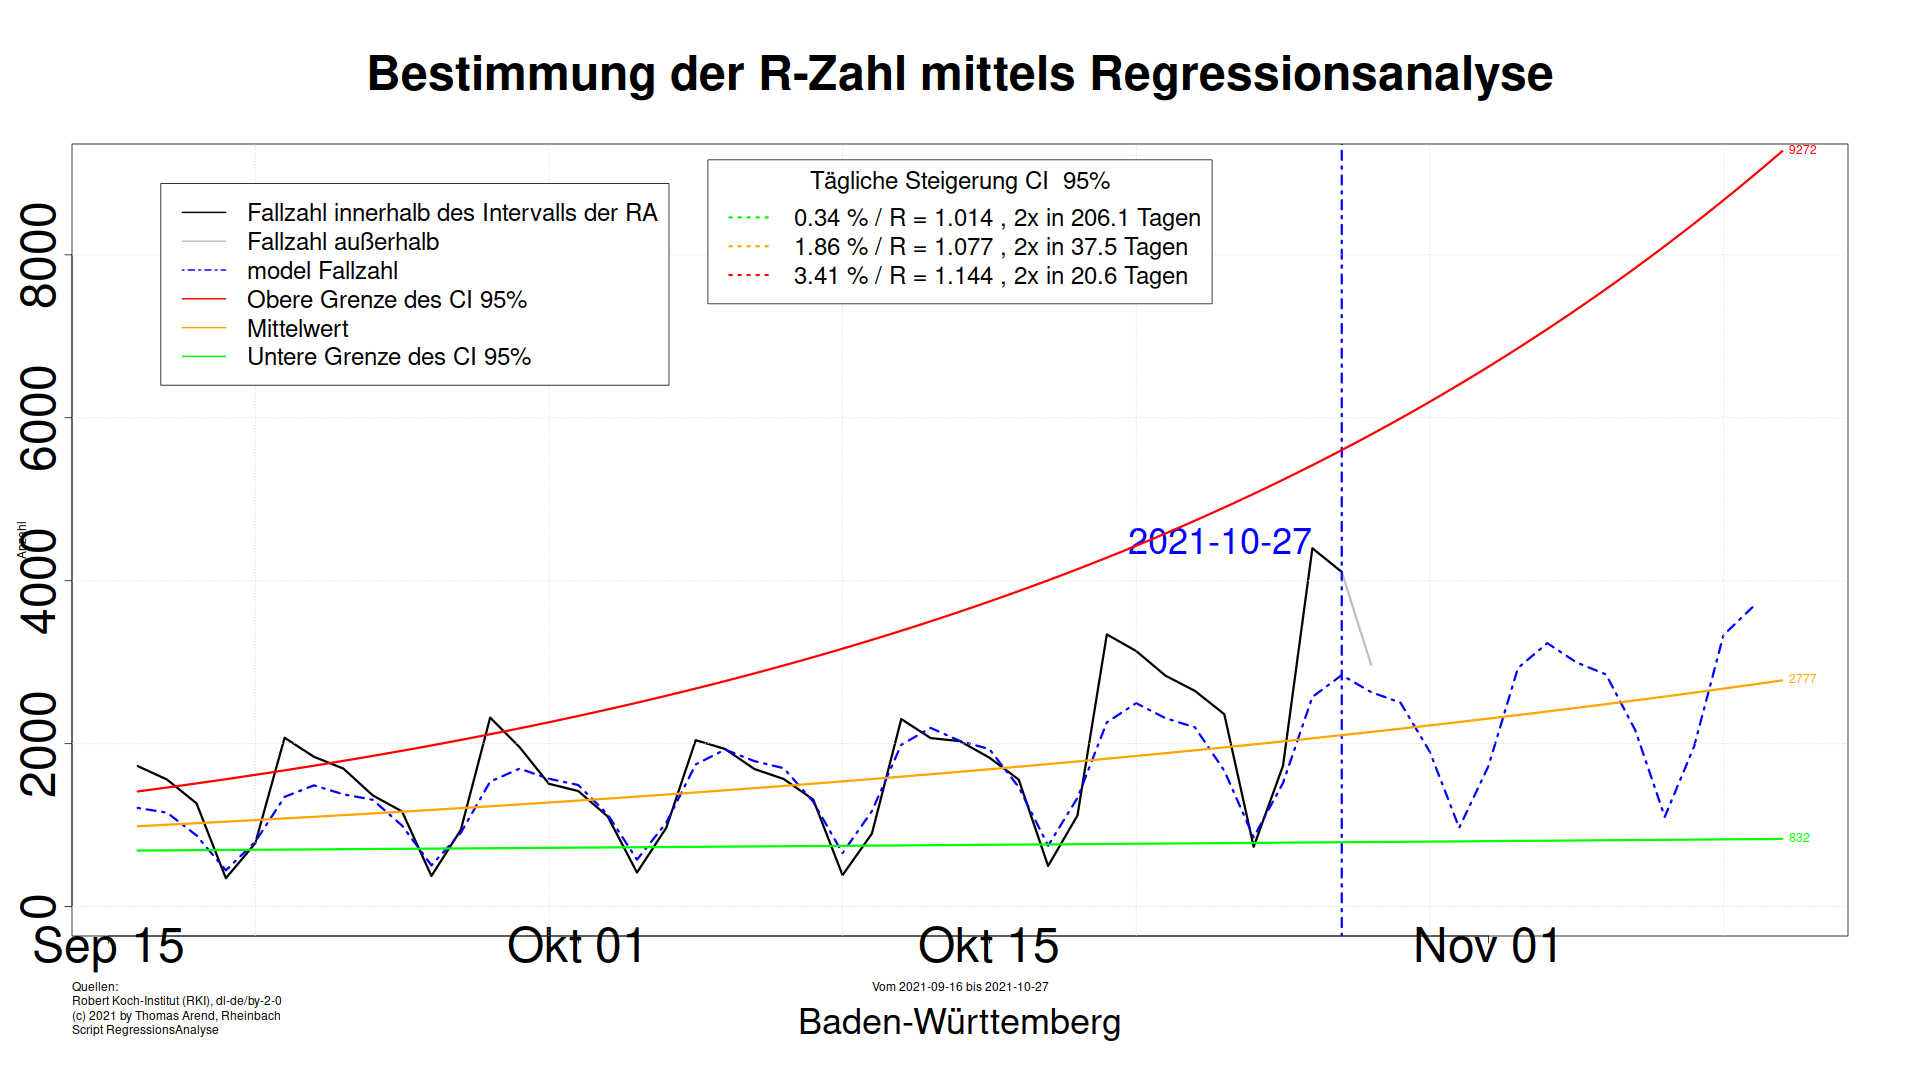 Bestimmung der R-Zahl mittels Regressionsanalyse
9272
Tägliche Steigerung CI  95%
0.34 % / R = 1.014 , 2x in 206.1 Tagen
1.86 % / R = 1.077 , 2x in 37.5 Tagen
3.41 % / R = 1.144 , 2x in 20.6 Tagen
Fallzahl innerhalb des Intervalls der RA
Fallzahl außerhalb
model Fallzahl
Obere Grenze des CI 95%
Mittelwert
Untere Grenze des CI 95%
8000
6000
4000
2000
0
Anzahl
2021-10-27
2777
832
Sep 15
Okt 01
Okt 15
Nov 01
Quellen:
Robert Koch-Institut (RKI), dl-de/by-2-0
(c) 2021 by Thomas Arend, Rheinbach
Script RegressionsAnalyse
Vom 2021-09-16 bis 2021-10-27
Baden-Württemberg